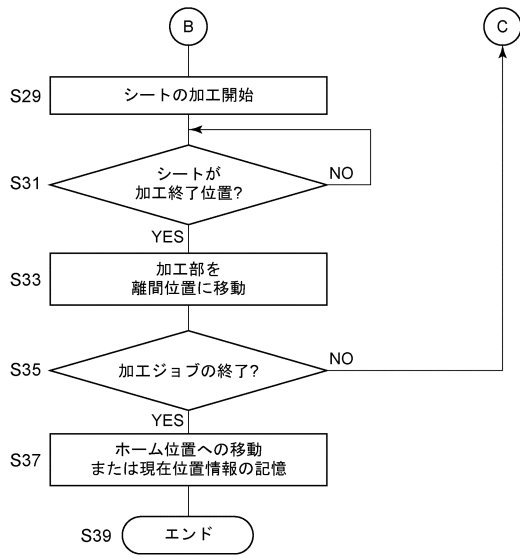 B
C
S29
シートの加工開始
S31
シートが
加工終了位置?
NO
YES
S33
加工部を
離間位置に移動
S35
加工ジョブの終了?
NO
YES
S37
ホーム位置への移動
または現在位置情報の記憶
S39
エンド